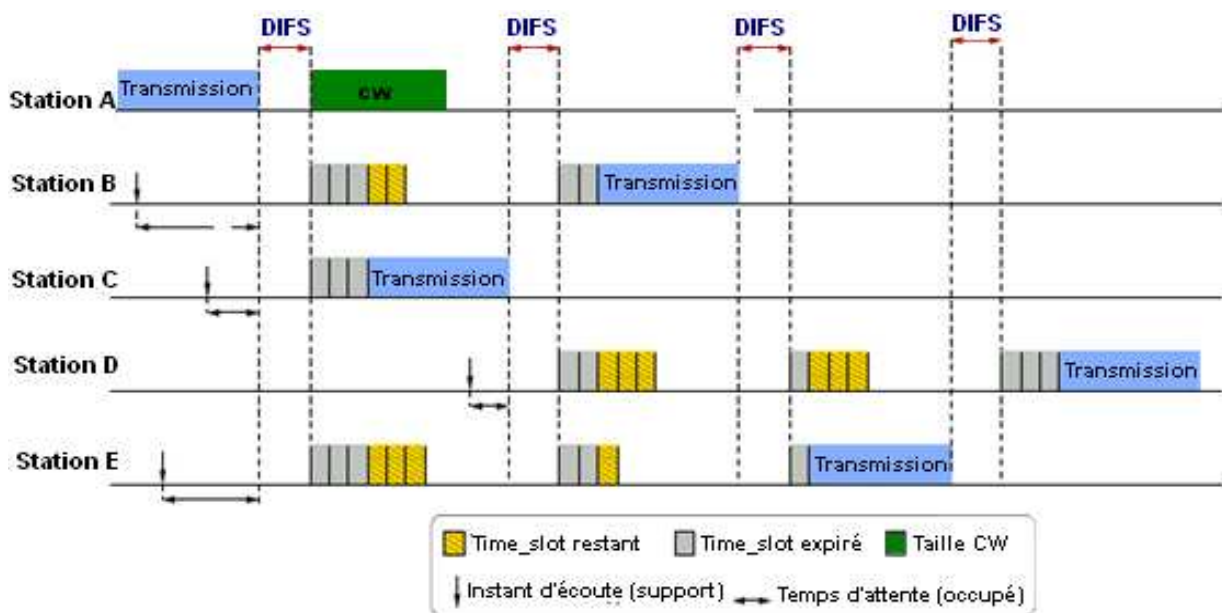 DIFS DIFS DIFS DIFS
Station A Transmission cw
Station B Transmission
Station C Transmission
Station D Transmission
Station E Transmission
Time_slot restant Time_slot expiré Taille CW
Instant d'écoute (support) Temps d'attente (occupé)